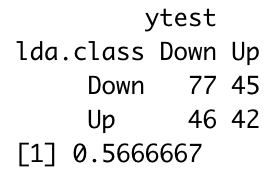 ytest
lda.class Down Up
Down 77 45
Up 46 42
[1] 0.5666667